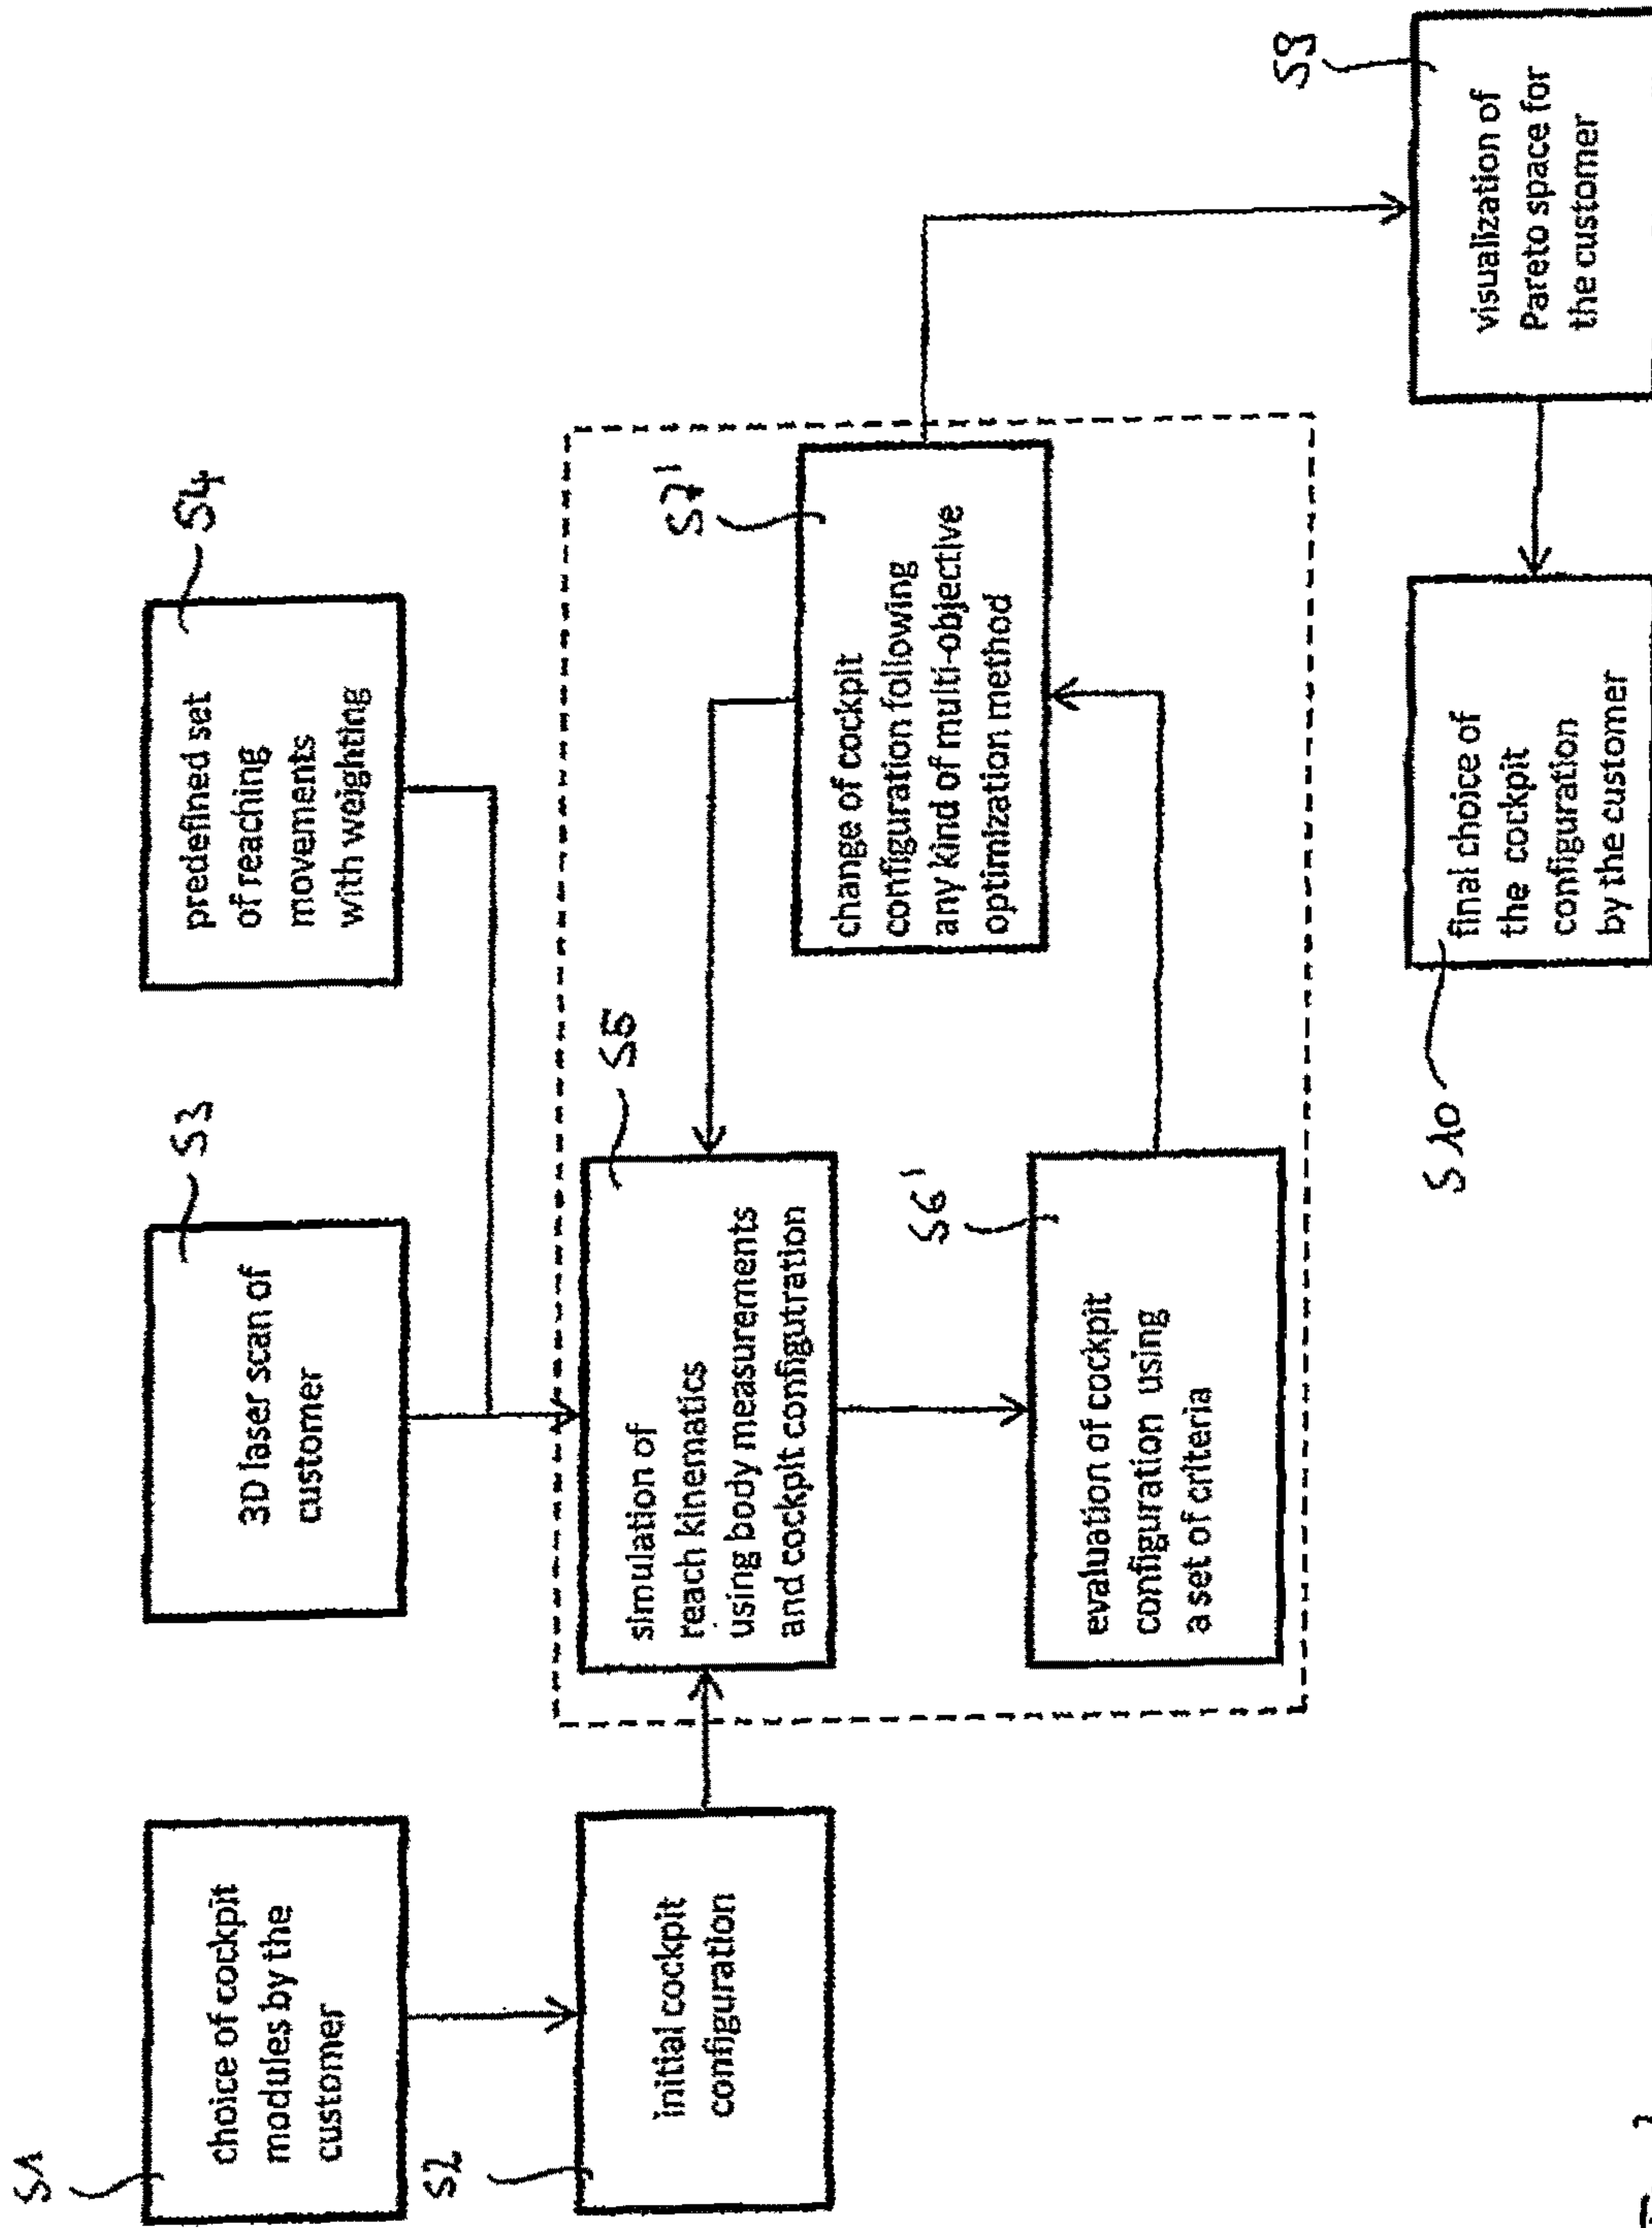 S1
choice of cockpit
modules by the
customer
S2
initial cockpit
configuration
S3
3D laser scan of
customer
S4
predefined set
of reaching
movements
with weighting
S5
simulation of
reach kinematics
using body measurements
and cockpit configutration
S6'
evaluation of cockpit
configuration using
a set of criteria
S7'
change of cockpit
configuration following
any kind of multi-objective
optimization method
S9
visualization of
Pareto space for
the customer
S10
final choice of
the cockpit
configuration
by the customer